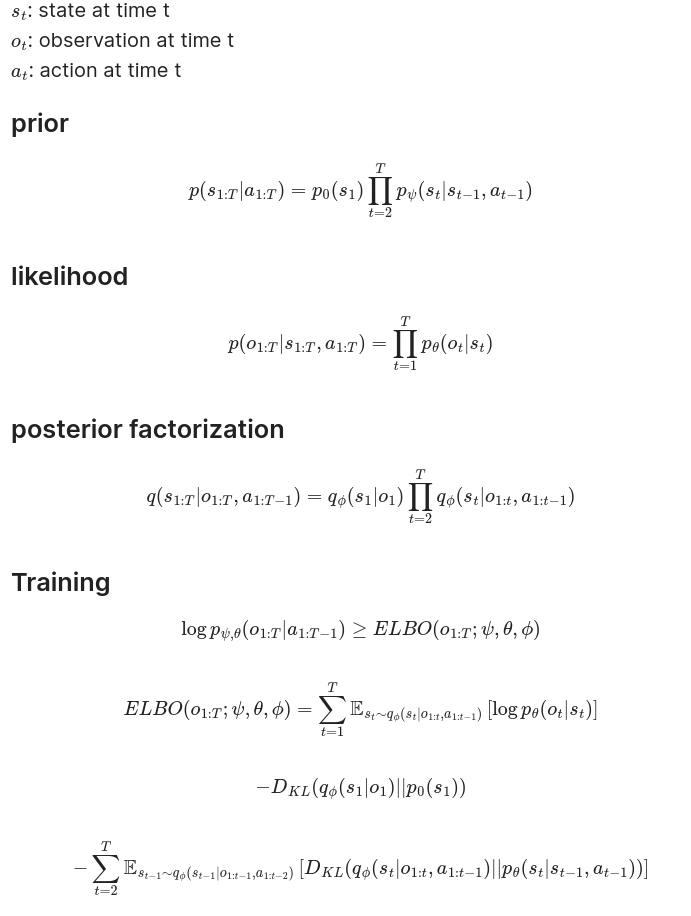 $s_t$: state at time t
$o_t$: observation at time t
$a_t$: action at time t
prior
$p(s_{1:T}|a_{1:T}) = p_0(s_1) \prod_{t=2}^{T} p_\psi(s_t|s_{t-1}, a_{t-1})$
likelihood
$p(o_{1:T}|s_{1:T}, a_{1:T}) = \prod_{t=1}^{T} p_\theta(o_t|s_t)$
posterior factorization
$q(s_{1:T}|o_{1:T}, a_{1:T-1}) = q_\phi(s_1|o_1) \prod_{t=2}^{T} q_\phi(s_t|o_{1:t}, a_{1:t-1})$
Training
$\log p_{\psi,\theta}(o_{1:T}|a_{1:T-1}) \geq ELBO(o_{1:T}; \psi, \theta, \phi)$
$ELBO(o_{1:T}; \psi, \theta, \phi) = \sum_{t=1}^{T} \mathbb{E}_{s_t \sim q_\phi(s_t|o_{1:t}, a_{1:t-1})} [\log p_\theta(o_t|s_t)]$
$-D_{KL}(q_\phi(s_1|o_1)||p_0(s_1))$
$-\sum_{t=2}^{T} \mathbb{E}_{s_{t-1} \sim q_\phi(s_{t-1}|o_{1:t-1}, a_{1:t-2})} [D_{KL}(q_\phi(s_t|o_{1:t}, a_{1:t-1})||p_\theta(s_t|s_{t-1}, a_{t-1}))]$